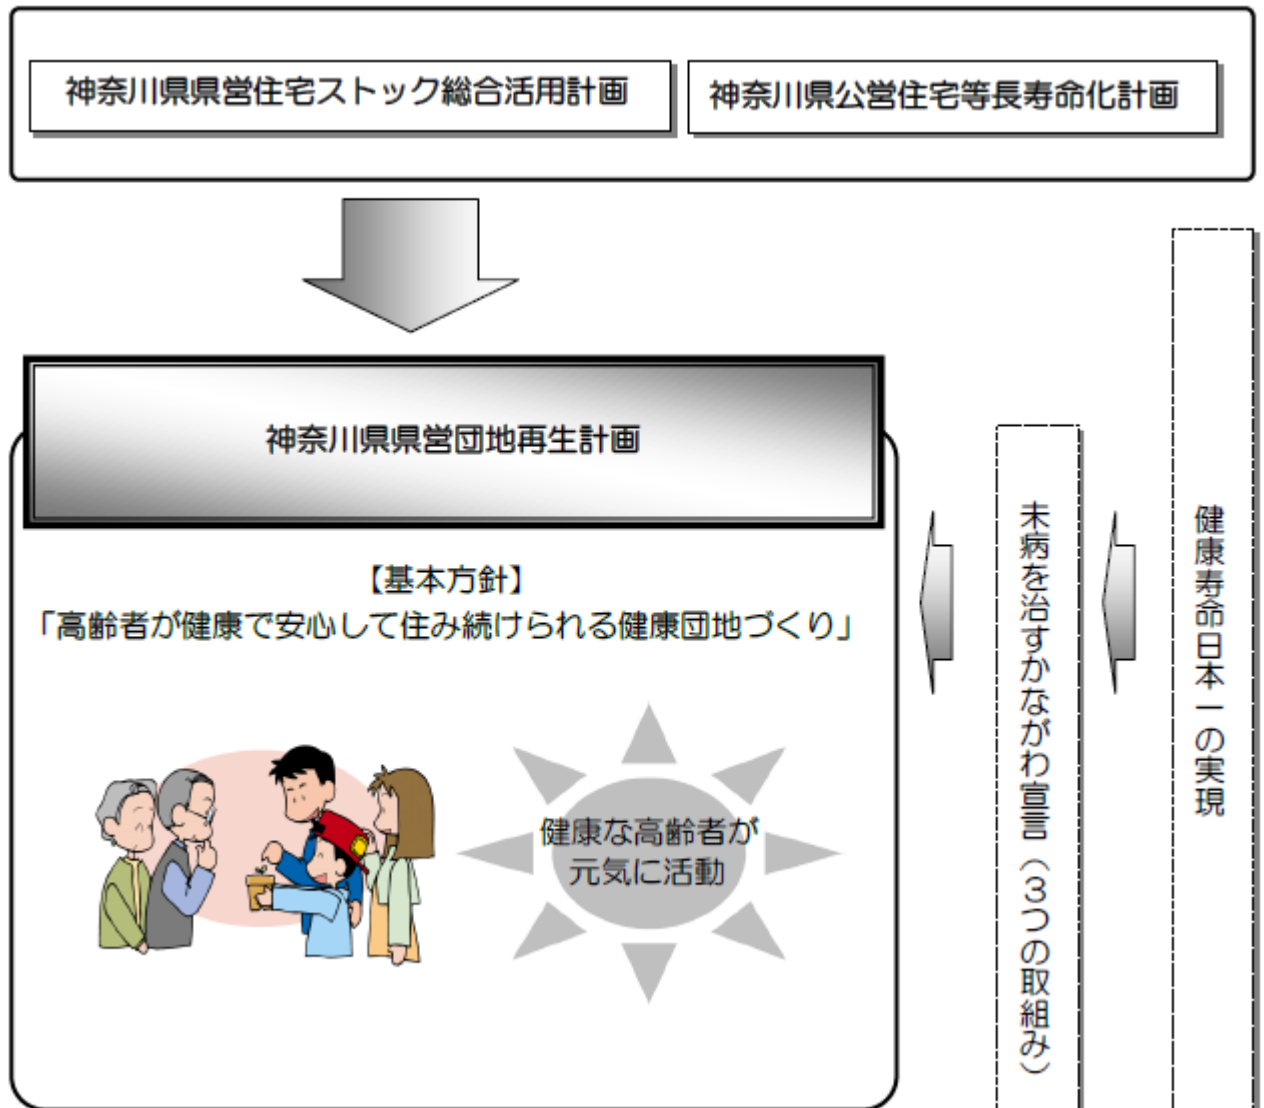 神奈川県県営住宅ストック総合活用計画
神奈川県公営住宅等長寿命化計画
神奈川県県営団地再生計画
【基本方針】
「高齢者が健康で安心して住み続けられる健康団地づくり」
健康な高齢者が
元気に活動
未病を治すかながわ宣言（３つの取組み）
健康寿命日本一の実現